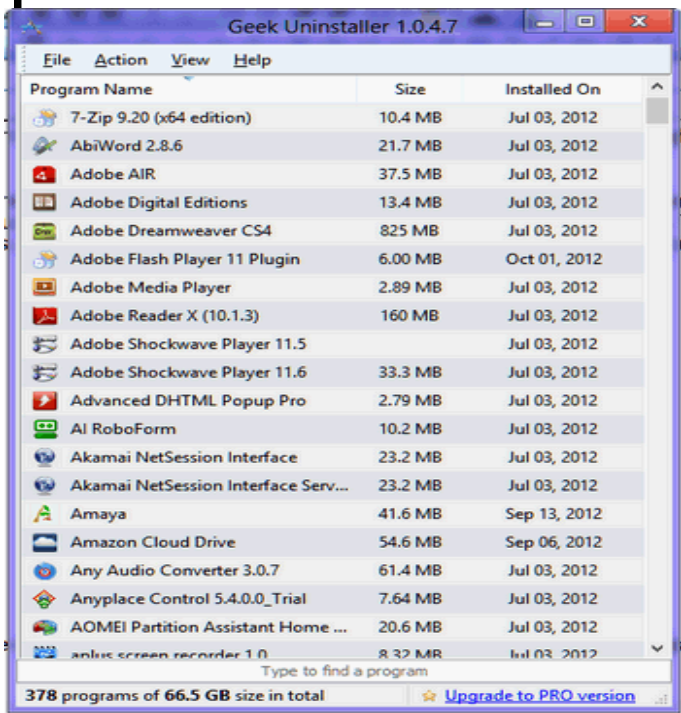 Geek Uninstaller 1.0.4.7
File Action View Help
Program Name Size Installed On
7-Zip 9.20 (x64 edition) 10.4 MB Jul 03, 2012
AbiWord 2.8.6 21.7 MB Jul 03, 2012
Adobe AIR 37.5 MB Jul 03, 2012
Adobe Digital Editions 13.4 MB Jul 03, 2012
Adobe Dreamweaver CS4 825 MB Jul 03, 2012
Adobe Flash Player 11 Plugin 6.00 MB Oct 01, 2012
Adobe Media Player 2.89 MB Jul 03, 2012
Adobe Reader X (10.1.3) 160 MB Jul 03, 2012
Adobe Shockwave Player 11.5 Jul 03, 2012
Adobe Shockwave Player 11.6 33.3 MB Jul 03, 2012
Advanced DHTML Popup Pro 2.79 MB Jul 03, 2012
AI RoboForm 10.2 MB Jul 03, 2012
Akamai NetSession Interface 23.2 MB Jul 03, 2012
Akamai NetSession Interface Serv... 23.2 MB Jul 03, 2012
Amaya 41.6 MB Sep 13, 2012
Amazon Cloud Drive 54.6 MB Sep 06, 2012
Any Audio Converter 3.0.7 61.4 MB Jul 03, 2012
Anyplace Control 5.4.0.0_Trial 7.64 MB Jul 03, 2012
AOMEI Partition Assistant Home ... 20.6 MB Jul 03, 2012
aplus screen recorder 1.0 8.32 MB Jul 03, 2012
Type to find a program
378 programs of 66.5 GB size in total Upgrade to PRO version